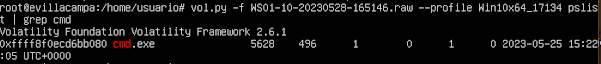 root@evillacampa:/home/usuario# vol.py -f WS01-10-20230528-165146.raw --profile Win10x64_17134 pslis
t | grep cmd
Volatility Foundation Volatility Framework 2.6.1
0xffff8f0ecd6bb080 cmd.exe 5628 496 1 0 1 0 2023-05-25 15:22
:05 UTC+0000